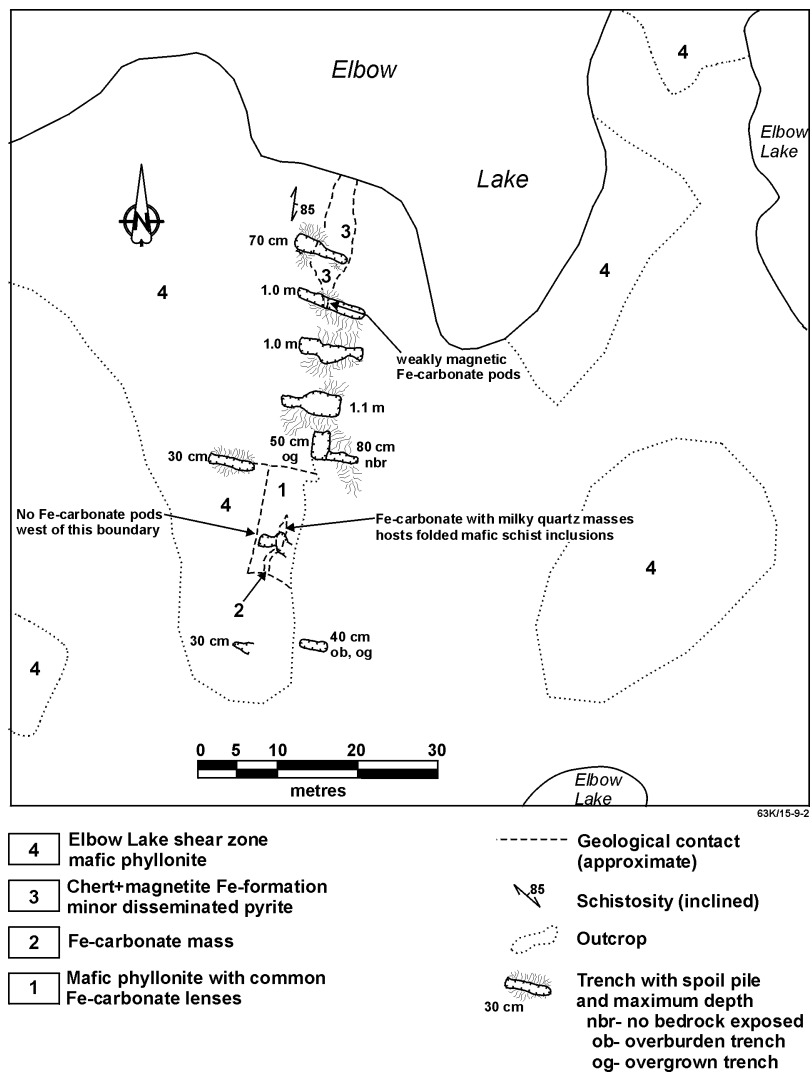 Elbow
Lake
4
Elbow
Lake
N
85
3
70 cm
4
4
3
1.0 m
1.0 m
weakly magnetic
Fe-carbonate pods
1.1 m
50 cm
og
80 cm
nbr
30 cm
4
1
No Fe-carbonate pods
west of this boundary
Fe-carbonate with milky quartz masses
hosts folded mafic schist inclusions
4
2
30 cm
40 cm
ob, og
4
0 5 10 20 30
metres
Elbow
Lake
63K/15-9-2
4 Elbow Lake shear zone
mafic phyllonite
3 Chert+magnetite Fe-formation
minor disseminated pyrite
2 Fe-carbonate mass
1 Mafic phyllonite with common
Fe-carbonate lenses
Geological contact
(approximate)
85
Schistosity (inclined)
Outcrop
30 cm
Trench with spoil pile
and maximum depth
nbr- no bedrock exposed
ob- overburden trench
og- overgrown trench